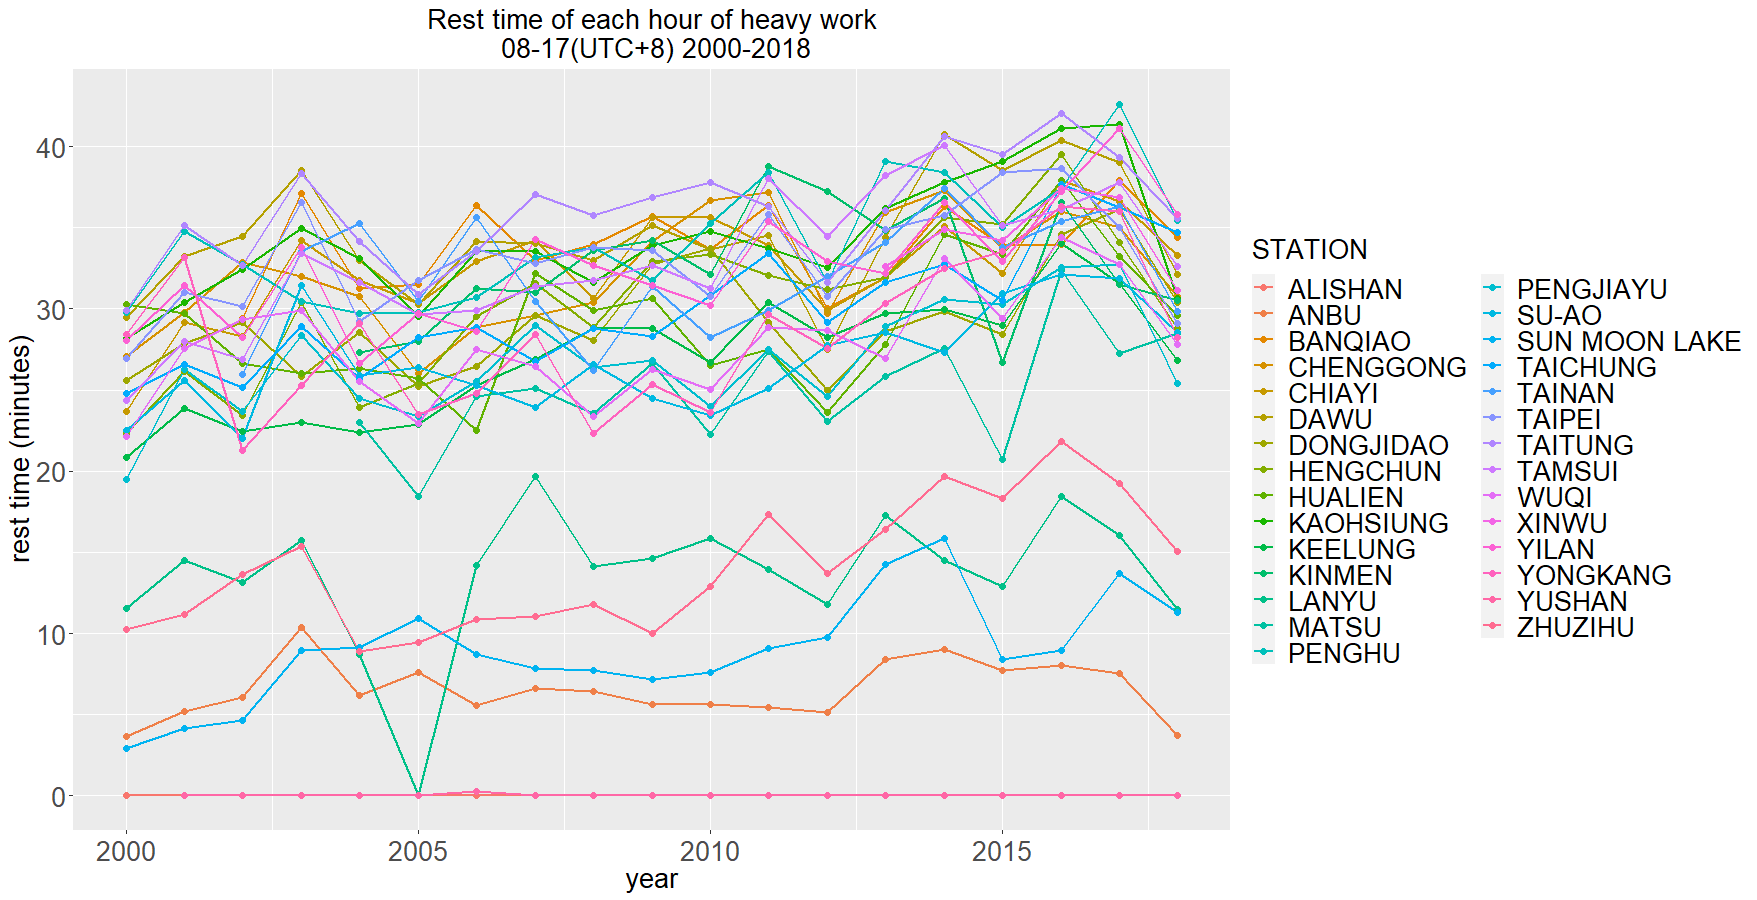 Rest time of each hour of heavy work
08-17(UTC+8) 2000-2018
rest time (minutes)
40
30
20
10
0
2000
2005
2010
2015
year
STATION
ALISHAN
ANBU
BANQIAO
CHENGGONG
CHIAYI
DAWU
DONGJIDAO
HENGCHUN
HUALIEN
KAOHSIUNG
KEELUNG
KINMEN
LANYU
MATSU
PENGHU
PENGJIAYU
SU-AO
SUN MOON LAKE
TAICHUNG
TAINAN
TAIPEI
TAITUNG
TAMSUI
WUQI
XINWU
YILAN
YONGKANG
YUSHAN
ZHUZIHU